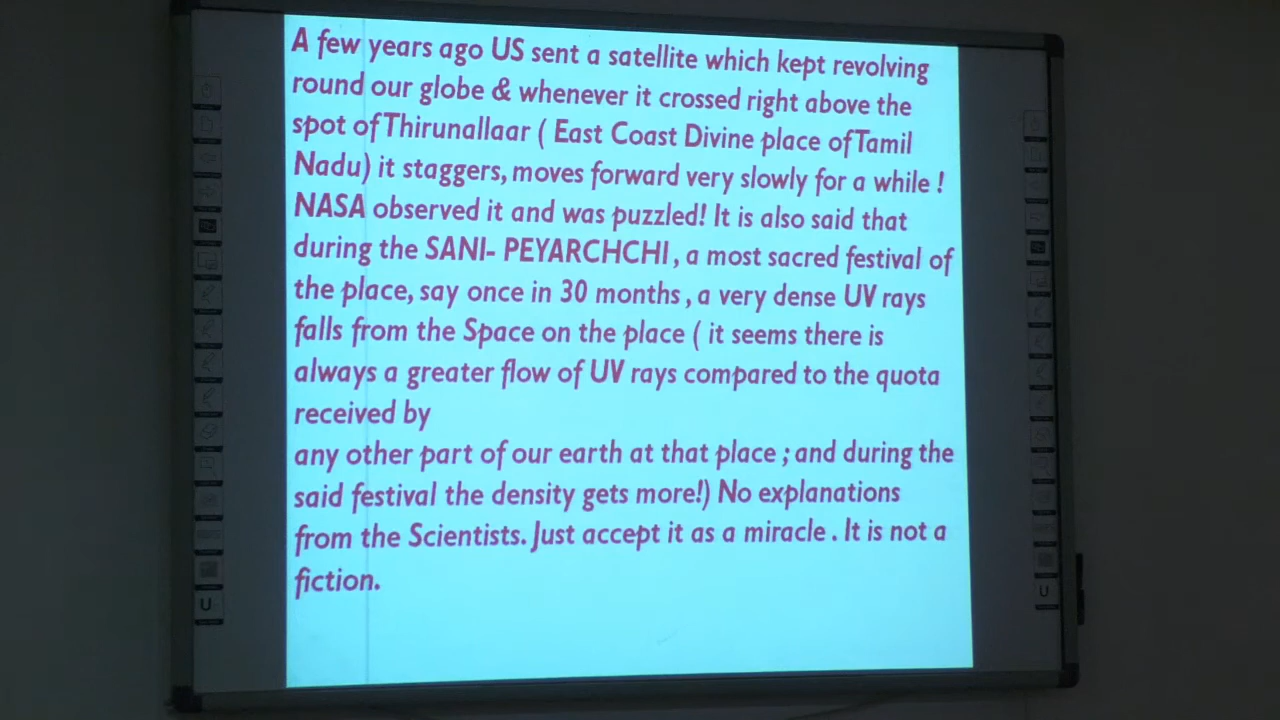 A few years ago US sent a satellite which kept revolving
round our globe & whenever it crossed right above the
spot of Thirunallaar ( East Coast Divine place of Tamil
Nadu) it staggers, moves forward very slowly for a while !
NASA observed it and was puzzled! It is also said that
during the SANI- PEYARCHCHI , a most sacred festival of
the place, say once in 30 months , a very dense UV rays
falls from the Space on the place ( it seems there is
always a greater flow of UV rays compared to the quota
received by
any other part of our earth at that place ; and during the
said festival the density gets more!) No explanations
from the Scientists. Just accept it as a miracle . It is not a
fiction.
U
U